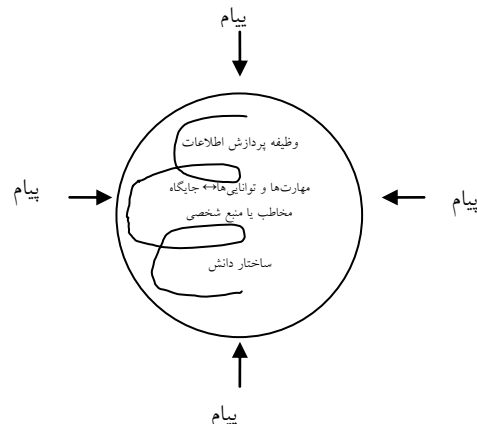 پیام
وظیفه پردازش اطلاعات
مهارت‌ها و توانایی‌ها↔ جایگاه
مخاطب یا منبع شخصی
ساختار دانش
پیام
پیام
پیام